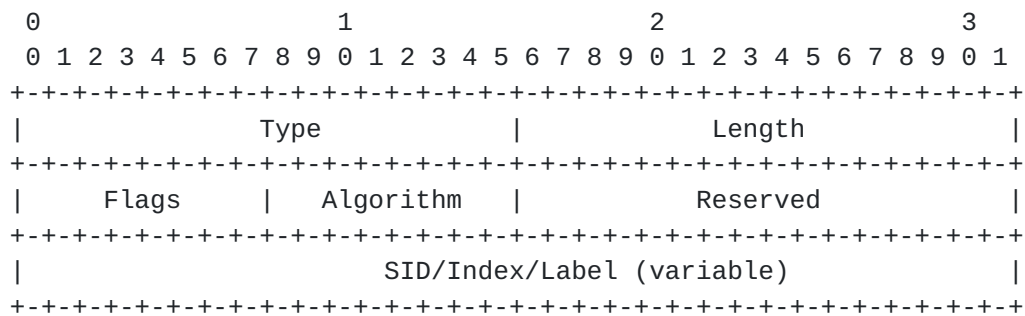 0                   1                   2                   3
 0 1 2 3 4 5 6 7 8 9 0 1 2 3 4 5 6 7 8 9 0 1 2 3 4 5 6 7 8 9 0 1
+-+-+-+-+-+-+-+-+-+-+-+-+-+-+-+-+-+-+-+-+-+-+-+-+-+-+-+-+-+-+-+-+
|               Type            |            Length             |
+-+-+-+-+-+-+-+-+-+-+-+-+-+-+-+-+-+-+-+-+-+-+-+-+-+-+-+-+-+-+-+-+
|     Flags     |   Algorithm   |           Reserved            |
+-+-+-+-+-+-+-+-+-+-+-+-+-+-+-+-+-+-+-+-+-+-+-+-+-+-+-+-+-+-+-+-+
|                       SID/Index/Label (variable)              |
+-+-+-+-+-+-+-+-+-+-+-+-+-+-+-+-+-+-+-+-+-+-+-+-+-+-+-+-+-+-+-+-+